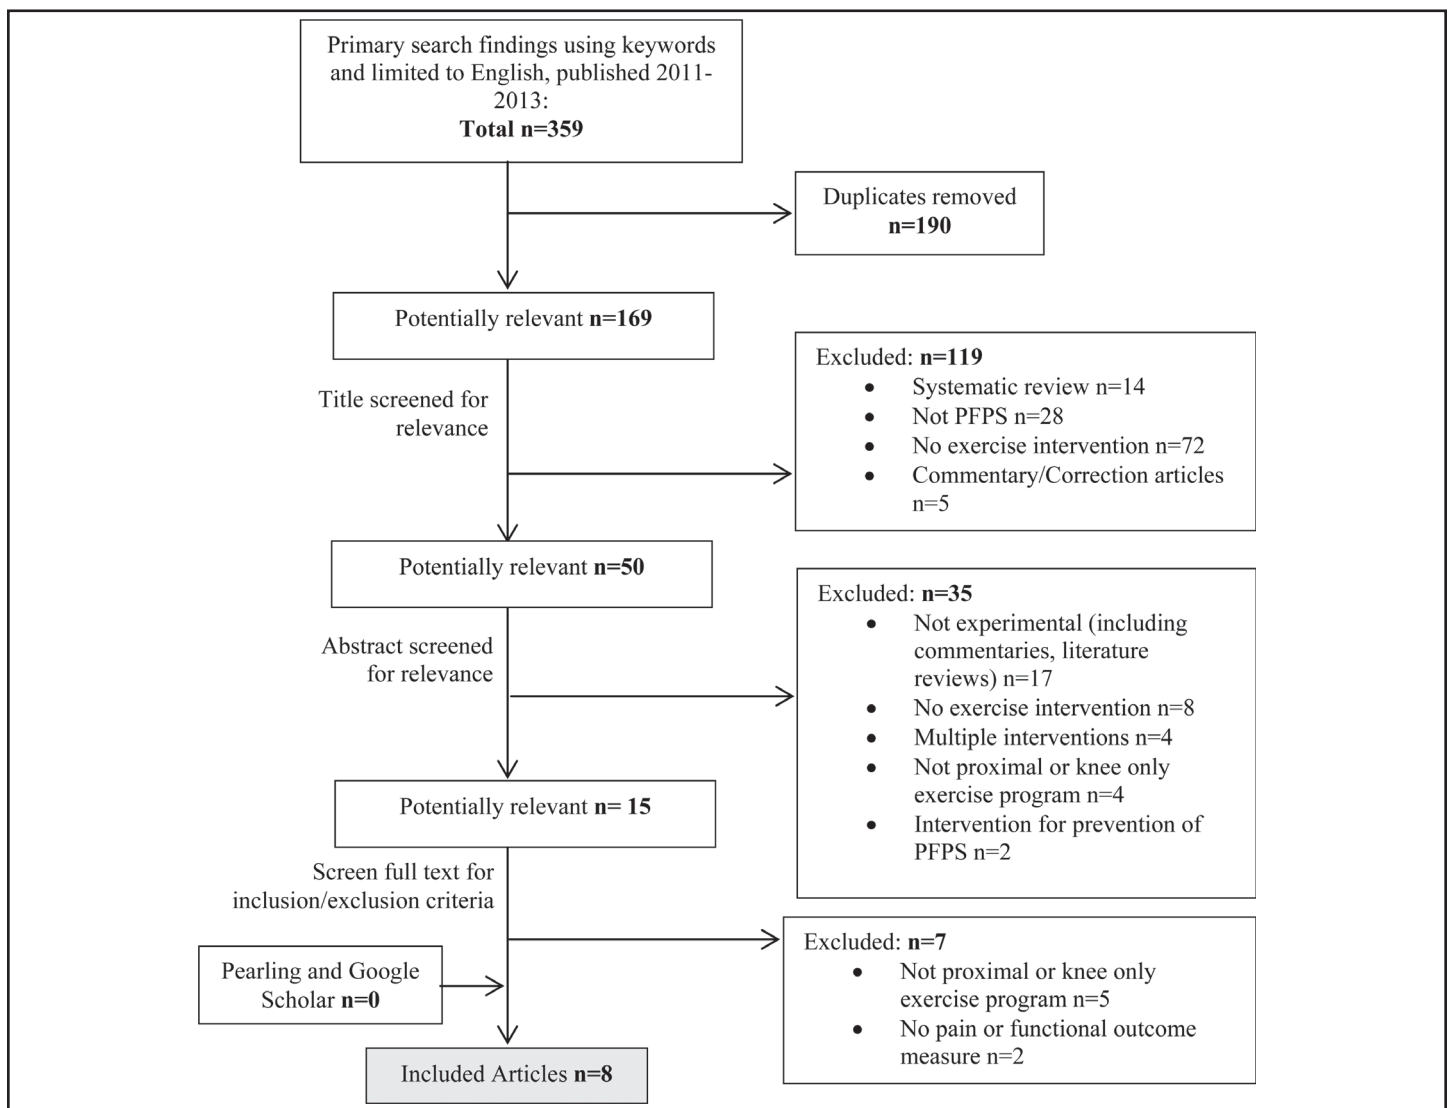 Primary search findings using keywords
and limited to English, published 2011-
2013:
Total n=359
Duplicates removed
n=190
Potentially relevant n=169
Title screened for
relevance
Excluded: n=119
• Systematic review n=14
• Not PFPS n=28
• No exercise intervention n=72
• Commentary/Correction articles
n=5
Potentially relevant n=50
Abstract screened
for relevance
Excluded: n=35
• Not experimental (including
commentaries, literature
reviews) n=17
• No exercise intervention n=8
• Multiple interventions n=4
• Not proximal or knee only
exercise program n=4
• Intervention for prevention of
PFPS n=2
Potentially relevant n= 15
Screen full text for
inclusion/exclusion criteria
Excluded: n=7
• Not proximal or knee only
exercise program n=5
• No pain or functional outcome
measure n=2
Pearling and Google
Scholar n=0
Included Articles n=8